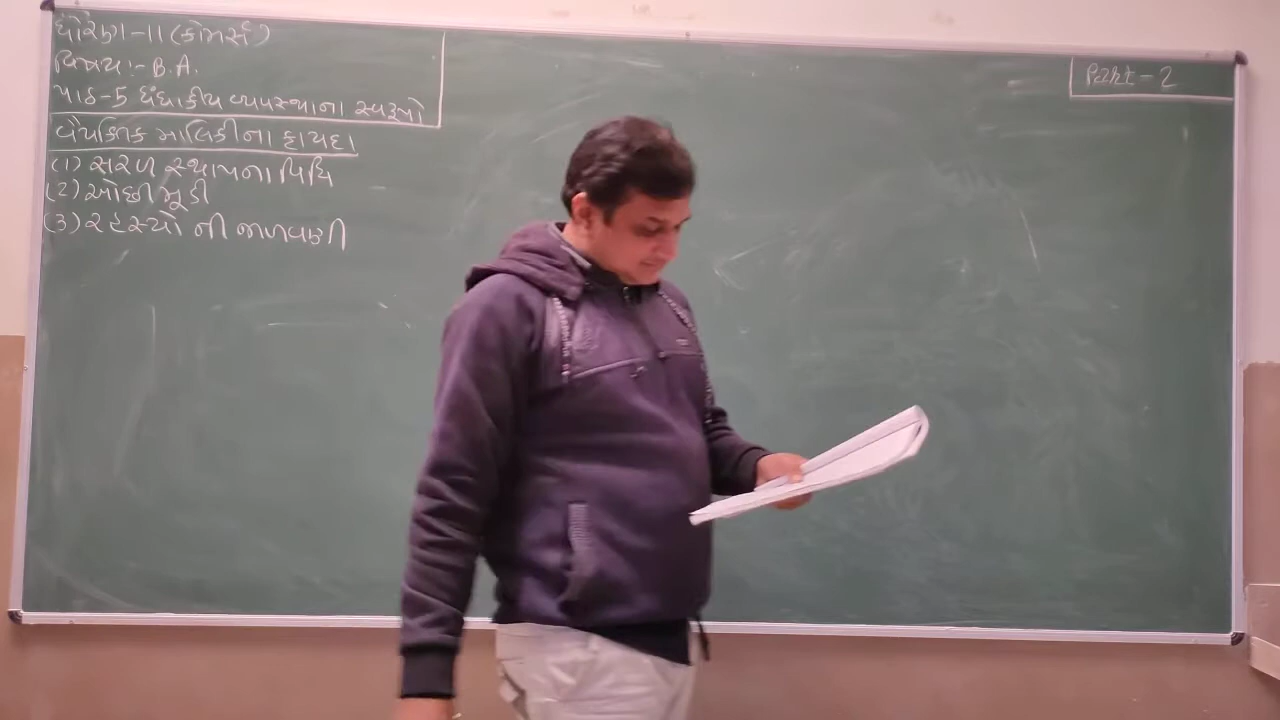 ધોરણ-11 (કોમર્સ)
વિષય:- B.A.
પાઠ-5 ધંધાકીય વ્યવસ્થાના સ્વરૂપો
વૈયક્તિક માલિકીના ફાયદા
(1) સરળ સ્થાપના વિધિ
(2) ઓછી મૂડી
(3) રહસ્યો ની જાળવણી
Part-2